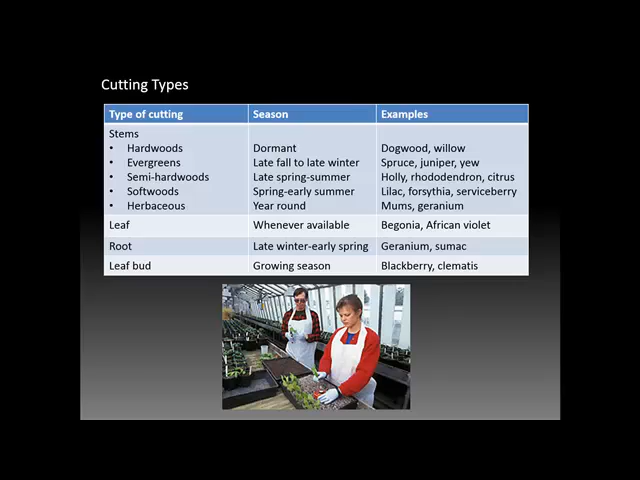 Cutting Types
Type of cutting Season Examples
Stems
• Hardwoods Dormant Dogwood, willow
• Evergreens Late fall to late winter Spruce, juniper, yew
• Semi-hardwoods Late spring-summer Holly, rhododendron, citrus
• Softwoods Spring-early summer Lilac, forsythia, serviceberry
• Herbaceous Year round Mums, geranium
Leaf Whenever available Begonia, African violet
Root Late winter-early spring Geranium, sumac
Leaf bud Growing season Blackberry, clematis